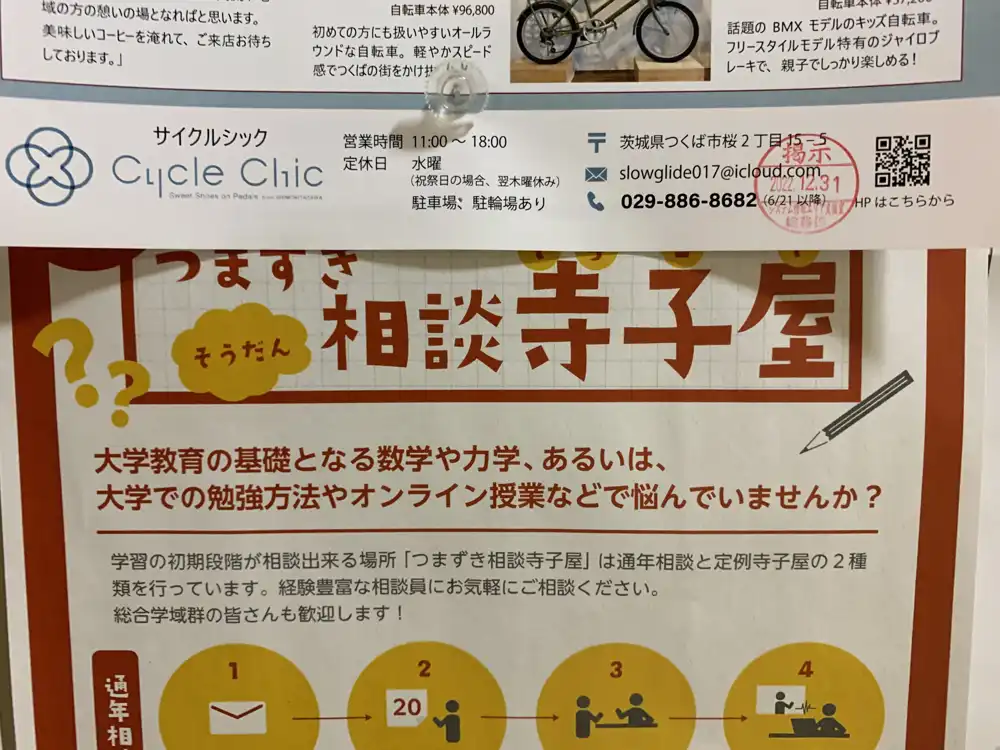 域の方の憩いの場となればと思います。
美味しいコーヒーを淹れて、ご来店お待ち
しております。」
自転車本体 ¥96,800
初めての方にも扱いやすいオールラ
ウンドな自転車。軽やかスピード
感でつくばの街をかけ
話題の BMX モデルのキッズ自転車。
フリースタイルモデル特有のジャイロブ
レーキで、親子でしっかり楽しめる！
サイクルシック
Cycle Chic
営業時間 11:00 〜 18:00
定休日 水曜
（祝祭日の場合、翌木曜休み）
駐車場、駐輪場あり
〒 茨城県つくば市桜２丁目 15 − 5
slowglide017@icloud.com
029-886-8682 （6/21 以降）
HP はこちらから
掲示
2022.12.31
つまずき
そうだん
相談寺子屋
大学教育の基礎となる数学や力学、あるいは、
大学での勉強方法やオンライン授業などで悩んでいませんか？
学習の初期段階が相談出来る場所「つまずき相談寺子屋」は通年相談と定例寺子屋の２種
類を行っています。経験豊富な相談員にお気軽にご相談ください。
総合学域群の皆さんも歓迎します！
通年相
1
2
20
3
4